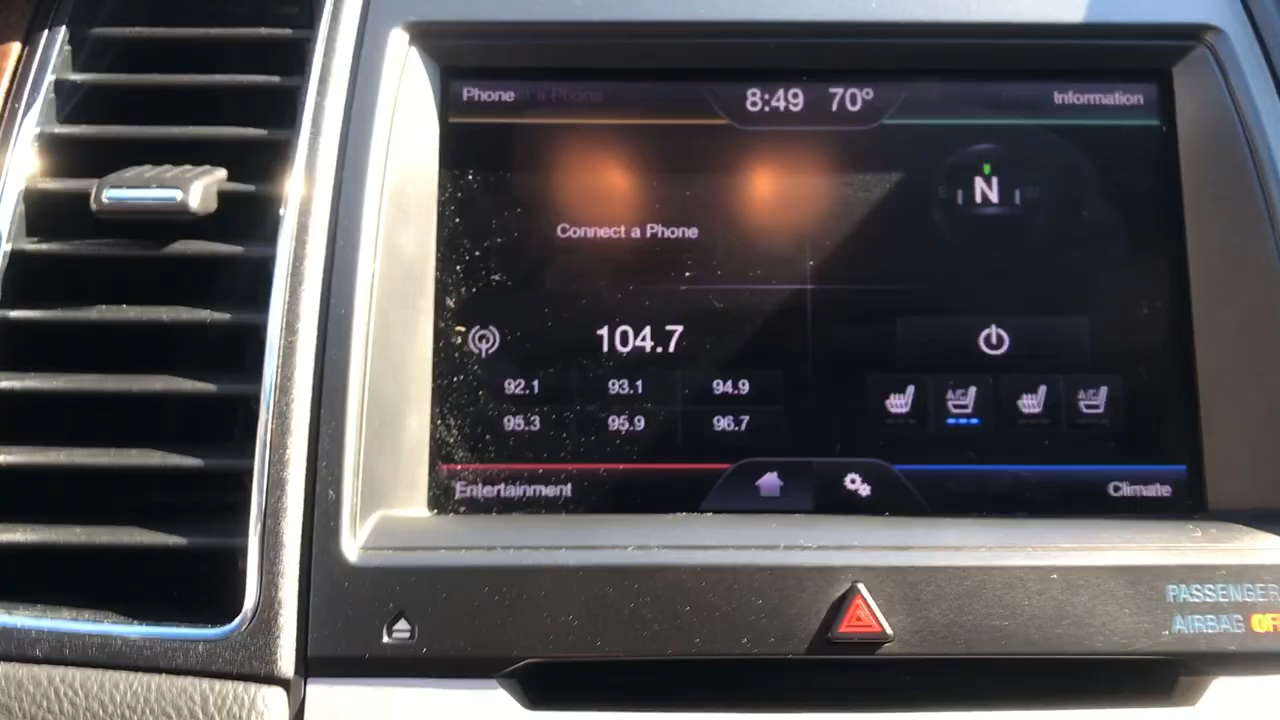 Phone
8:49 70°
Information
N
Connect a Phone
104.7
92.1 93.1 94.9
95.3 95.9 96.7
A/C A/C
Entertainment
Climate
PASSENGER
AIRBAG